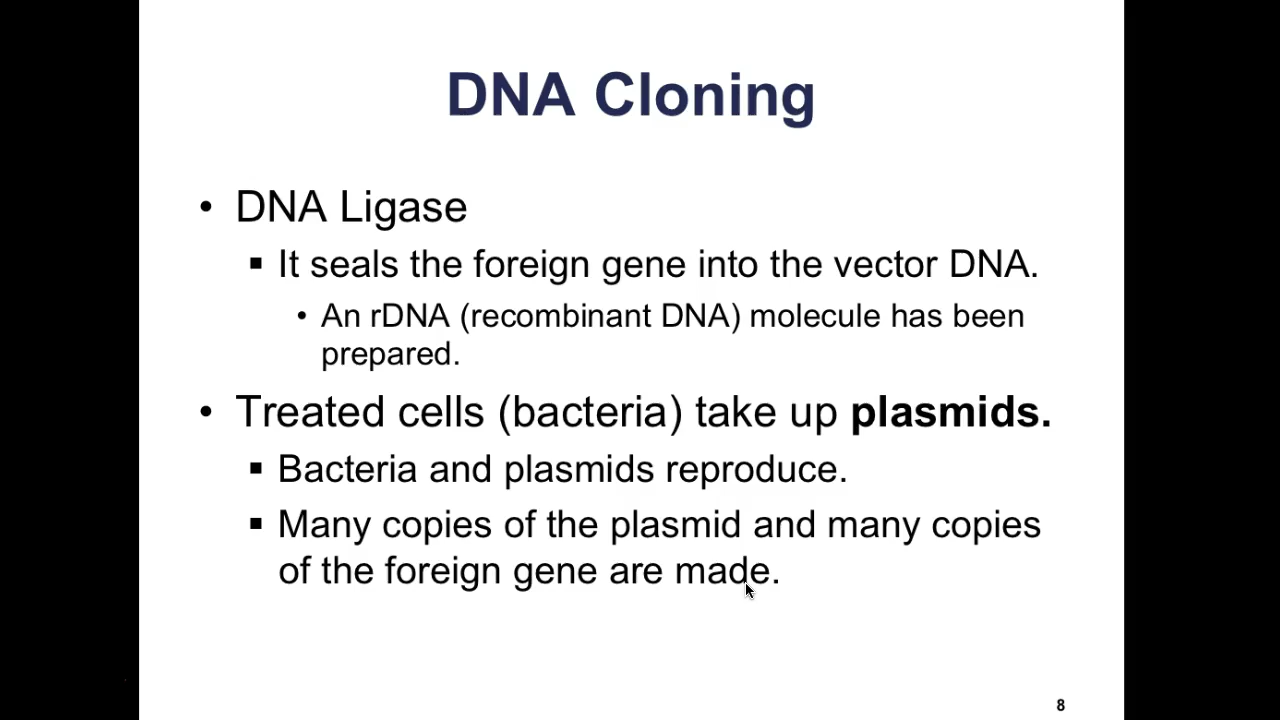 DNA Cloning
• DNA Ligase
▪ It seals the foreign gene into the vector DNA.
• An rDNA (recombinant DNA) molecule has been
prepared.
• Treated cells (bacteria) take up plasmids.
▪ Bacteria and plasmids reproduce.
▪ Many copies of the plasmid and many copies
of the foreign gene are made.
8